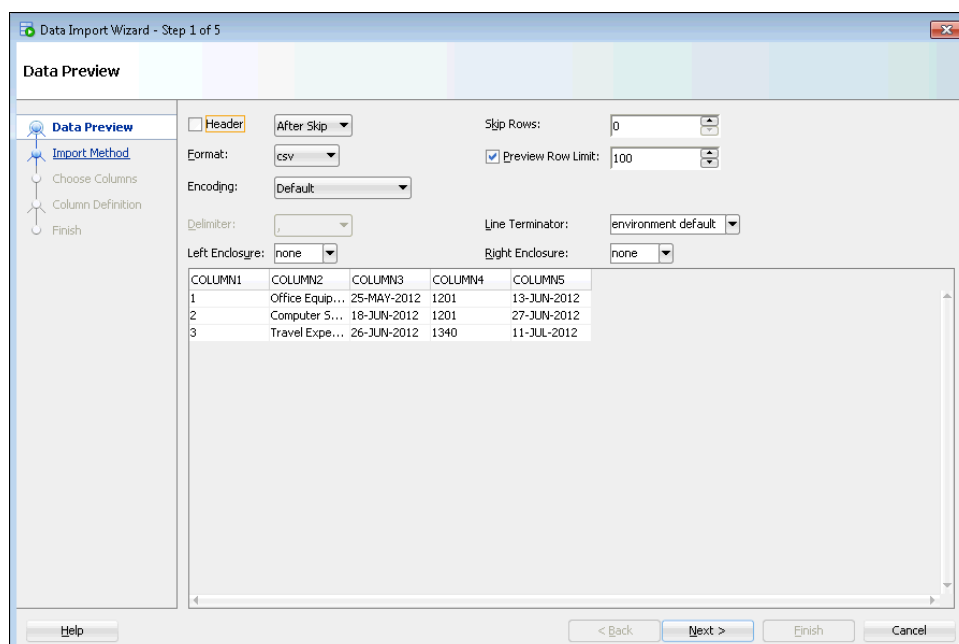 Data Import Wizard - Step 1 of 5
Data Preview
Data Preview
Import Method
Choose Columns
Column Definition
Finish
Header After Skip Skip Rows: 0
Format: csv Preview Row Limit: 100
Encoding: Default
Delimiter: , Line Terminator: environment default
Left Enclosure: none Right Enclosure: none
COLUMN1 COLUMN2 COLUMN3 COLUMN4 COLUMN5
1 Office Equip... 25-MAY-2012 1201 13-JUN-2012
2 Computer S... 18-JUN-2012 1201 27-JUN-2012
3 Travel Expe... 26-JUN-2012 1340 11-JUL-2012
Help < Back Next > Finish Cancel